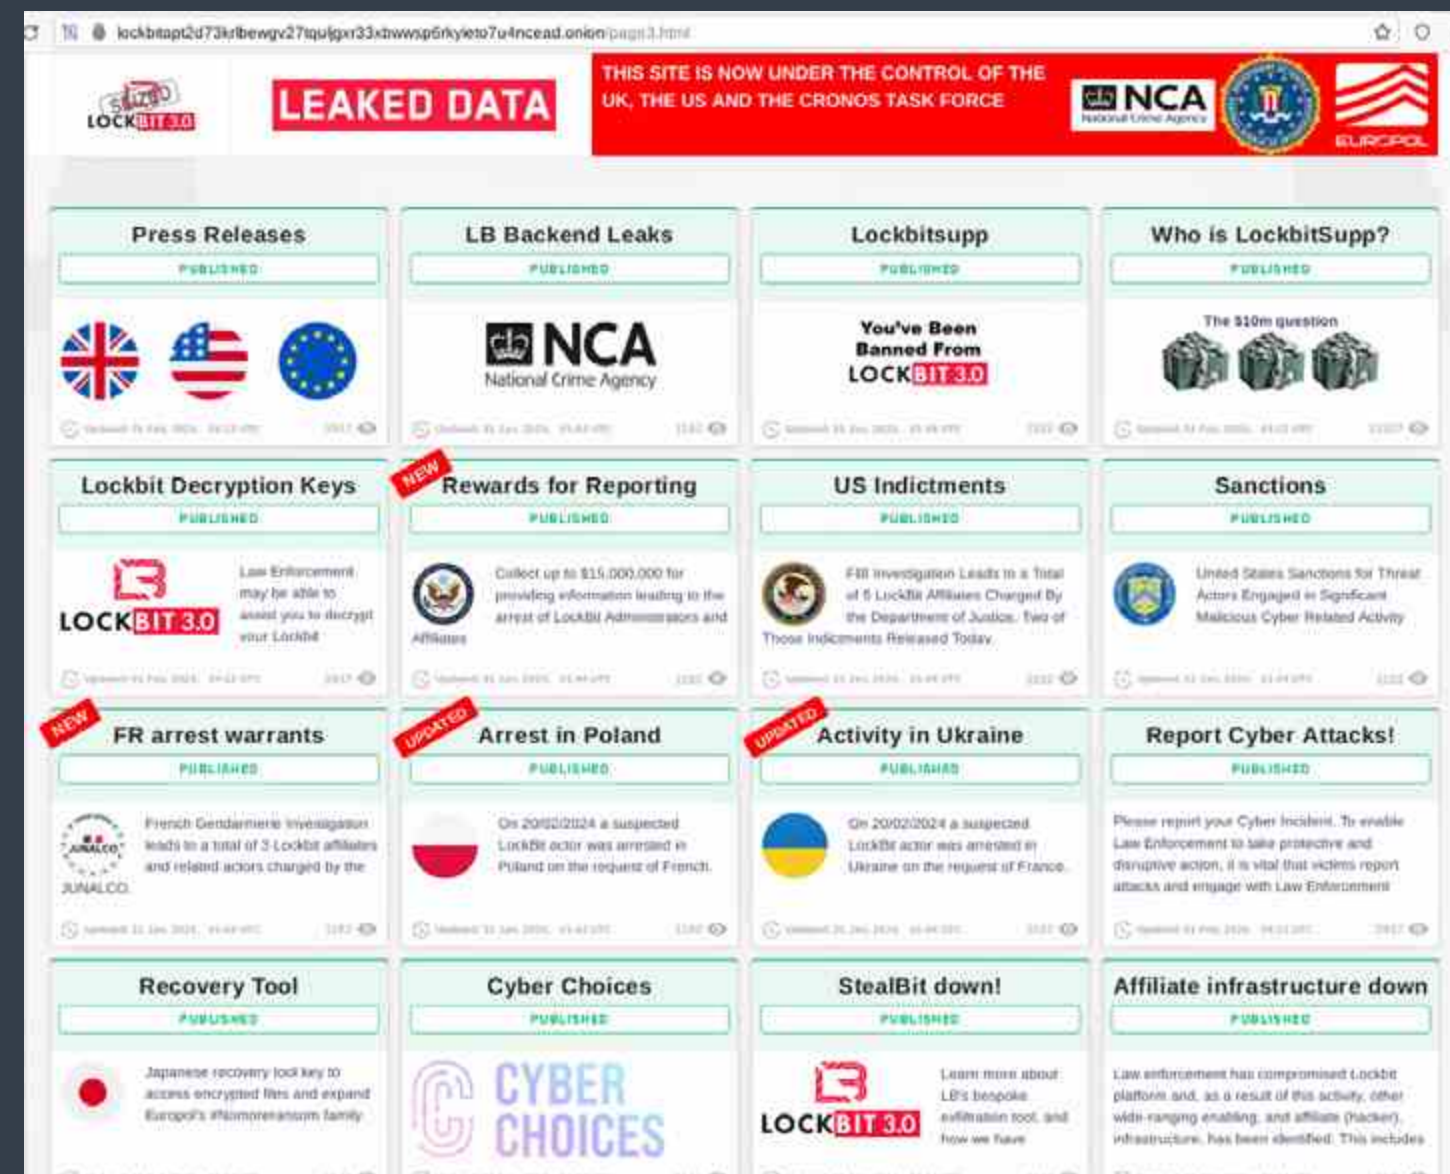 /page3.html
SEIZED
LOCKBIT 3.0
LEAKED DATA
THIS SITE IS NOW UNDER THE CONTROL OF THE
UK, THE US AND THE CRONOS TASK FORCE
NCA
National Crime Agency
EUROPOL
Press Releases
PUBLISHED
LB Backend Leaks
PUBLISHED
NCA
National Crime Agency
Lockbitsupp
PUBLISHED
You've Been
Banned From
LOCKBIT 3.0
Who is LockbitSupp?
PUBLISHED
The $10m question
Lockbit Decryption Keys
PUBLISHED
LOCKBIT 3.0
Law Enforcement
may be able to
assist you to decrypt
your Lockbit
NEW
Rewards for Reporting
PUBLISHED
Collect up to $15,000,000 for
providing information leading to the
arrest of LockBit Administrators and
Affiliates
US Indictments
PUBLISHED
FBI Investigation Leads to a Total
of 5 LockBit Affiliates Charged By
the Department of Justice. Two of
Those Indictments Released Today.
Sanctions
PUBLISHED
United States Sanctions for Threat
Actors Engaged in Significant
Malicious Cyber Related Activity
NEW
FR arrest warrants
PUBLISHED
JUNALCO
French Gendarmerie Investigation
leads to a total of 3 Lockbit affiliates
and related actors charged by the
JUNALCO.
UPDATED
Arrest in Poland
PUBLISHED
On 20/02/2024 a suspected
LockBit actor was arrested in
Poland on the request of French.
UPDATED
Activity in Ukraine
PUBLISHED
On 20/02/2024 a suspected
LockBit actor was arrested in
Ukraine on the request of France.
Report Cyber Attacks!
PUBLISHED
Please report your Cyber Incident. To enable
Law Enforcement to take protective and
disruptive action, it is vital that victims report
attacks and engage with Law Enforcement
Recovery Tool
PUBLISHED
Japanese recovery tool key to
access encrypted files and expand
Europol's #Nomoreransom family
Cyber Choices
PUBLISHED
CYBER
CHOICES
StealBit down!
PUBLISHED
LOCKBIT 3.0
Learn more about
LB's bespoke
exfiltration tool, and
how we have
Affiliate infrastructure down
PUBLISHED
Law enforcement has compromised Lockbit
platform and, as a result of this activity, other
wide-ranging enabling, and affiliate (hacker),
infrastructure, has been identified. This includes